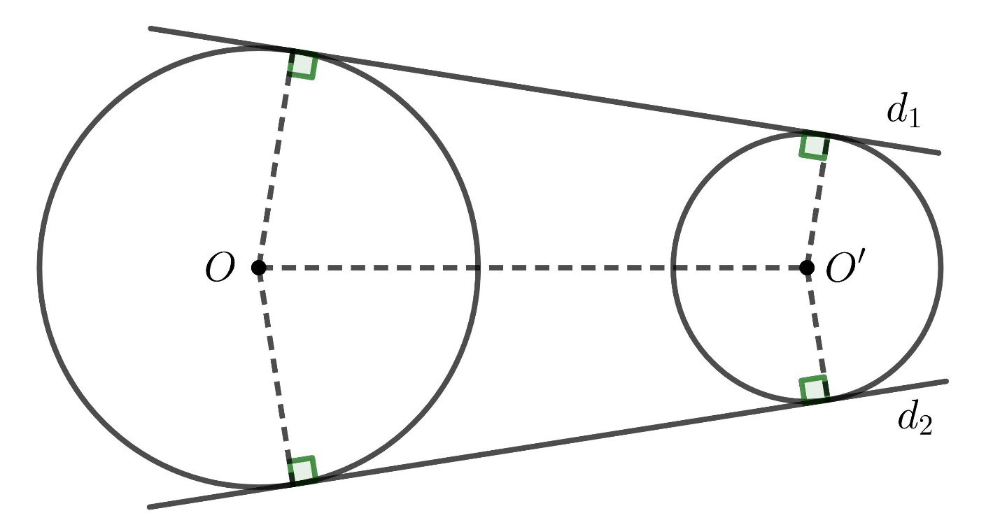 d₁
O
O′
d₂